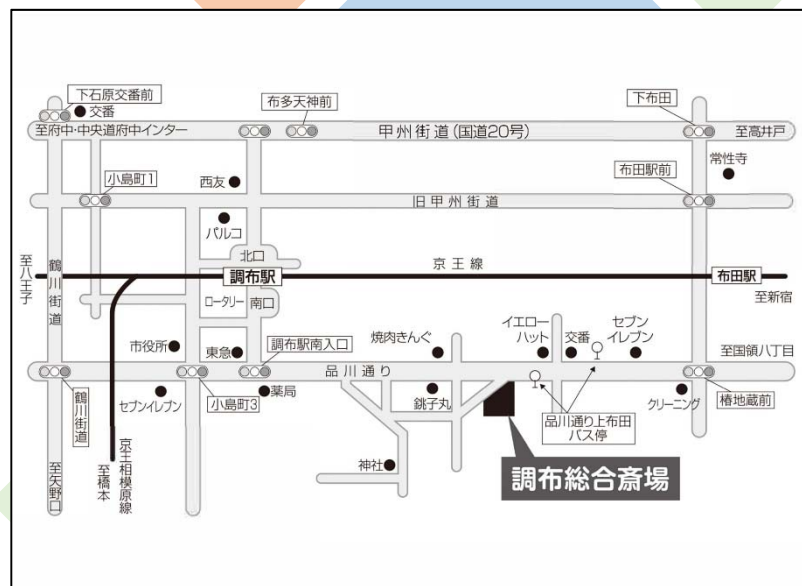 下石原交番前
交番
布多天神前
下布田
至府中・中央道府中インター
甲州街道(国道20号)
至高井戸
小島町1
西友
布田駅前
常性寺
旧甲州街道
パルコ
北口
京王線
至八王子
鶴川街道
調布駅
布田駅
至新宿
ロータリー
南口
市役所
東急
調布駅南入口
焼肉きんぐ
イエロー
ハット
交番
セブン
イレブン
至国領八丁目
品川通り
鶴川街道
セブンイレブン
小島町3
薬局
銚子丸
品川通り上布田
バス停
クリーニング
椿地蔵前
至矢野口
至橋本
京王相模原線
神社
調布総合斎場